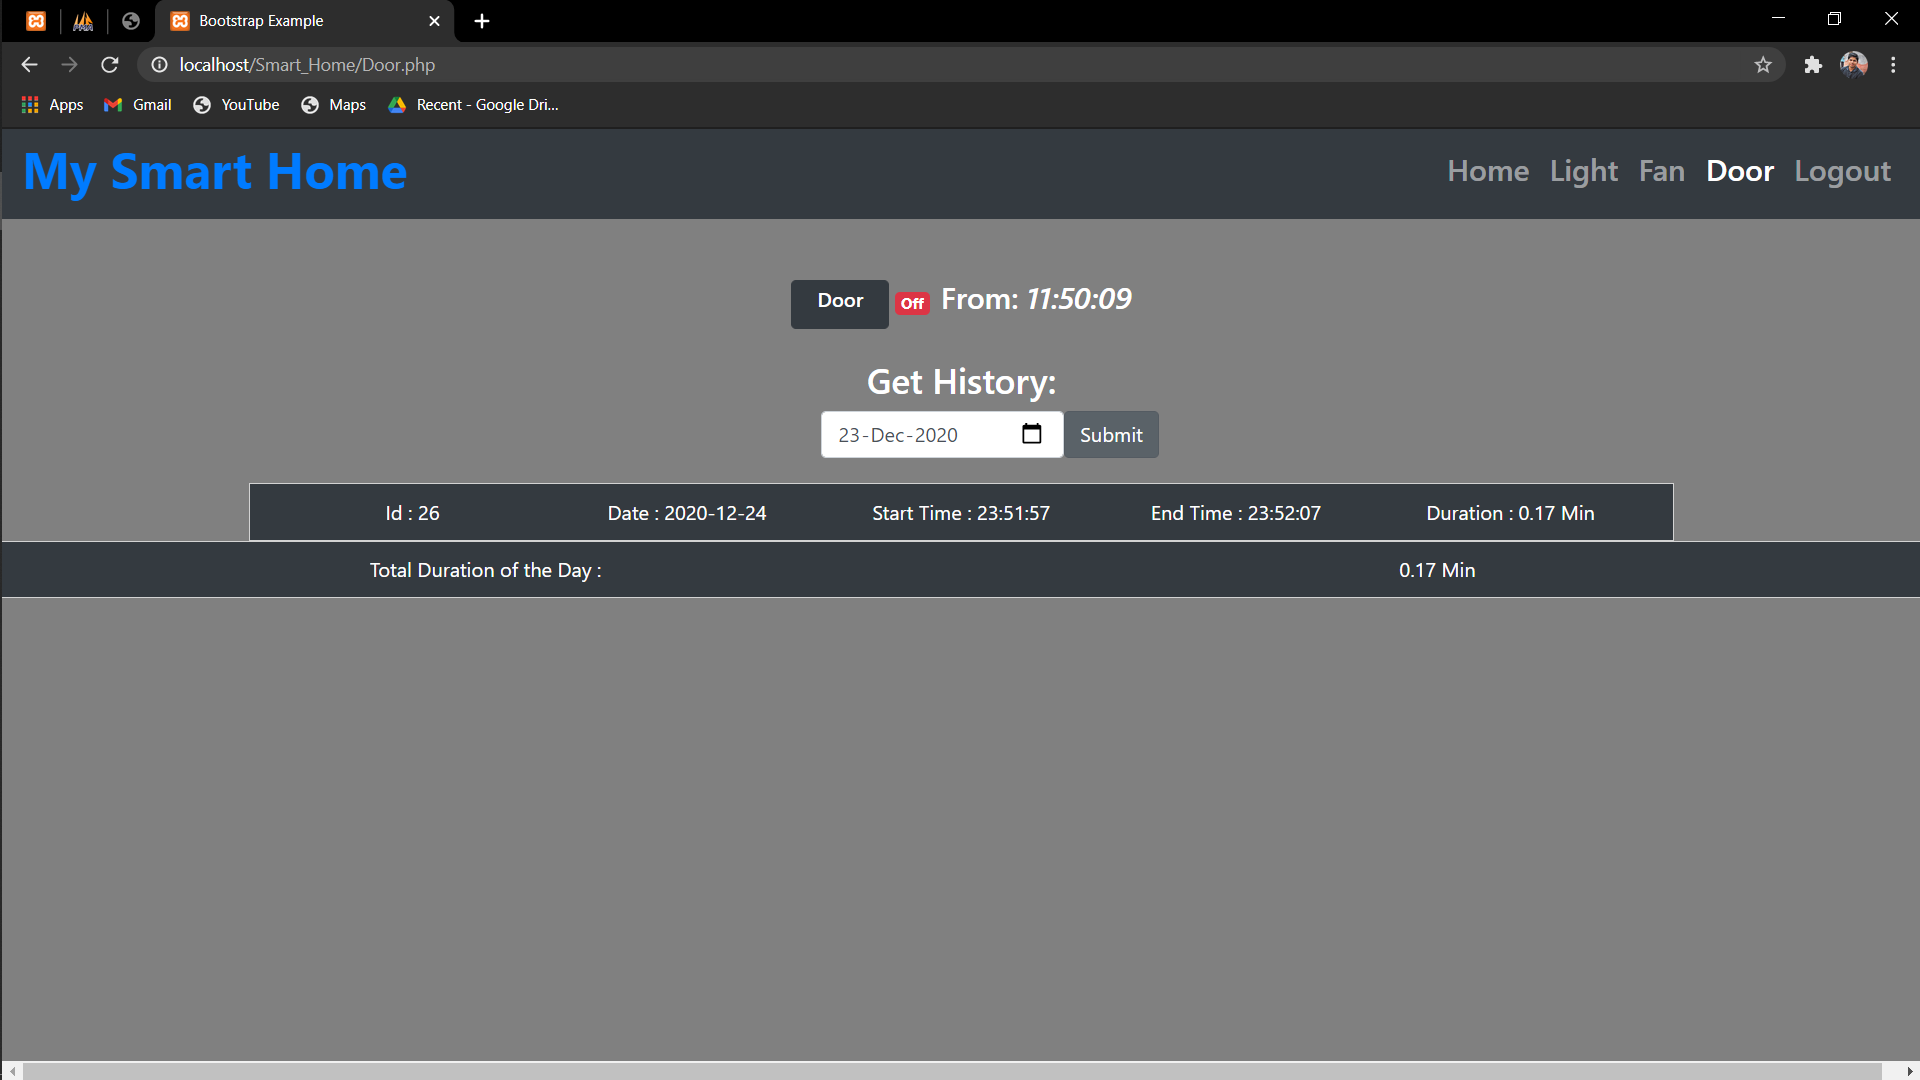 Bootstrap Example
localhost/Smart_Home/Door.php
Apps Gmail YouTube Maps Recent - Google Dri...
My Smart Home Home Light Fan Door Logout
Door Off From: 11:50:09
Get History:
23-Dec-2020 Submit
Id : 26 Date : 2020-12-24 Start Time : 23:51:57 End Time : 23:52:07 Duration : 0.17 Min
Total Duration of the Day : 0.17 Min